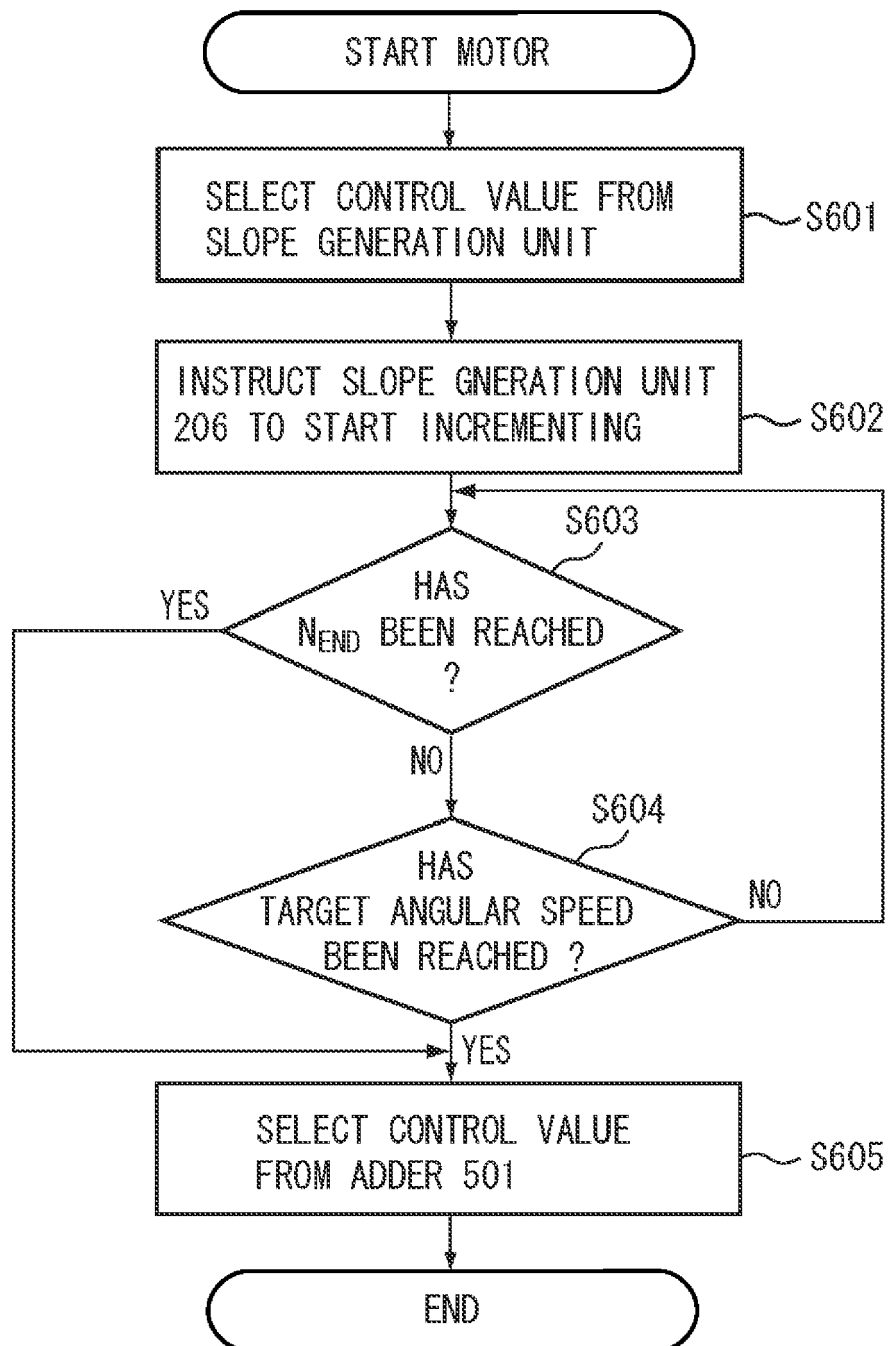 START MOTOR
SELECT CONTROL VALUE FROM
SLOPE GENERATION UNIT
S601
INSTRUCT SLOPE GNERATION UNIT
206 TO START INCREMENTING
S602
S603
HAS
NEND BEEN REACHED
?
YES
NO
S604
HAS
TARGET ANGULAR SPEED
BEEN REACHED ?
NO
YES
SELECT CONTROL VALUE
FROM ADDER 501
S605
END